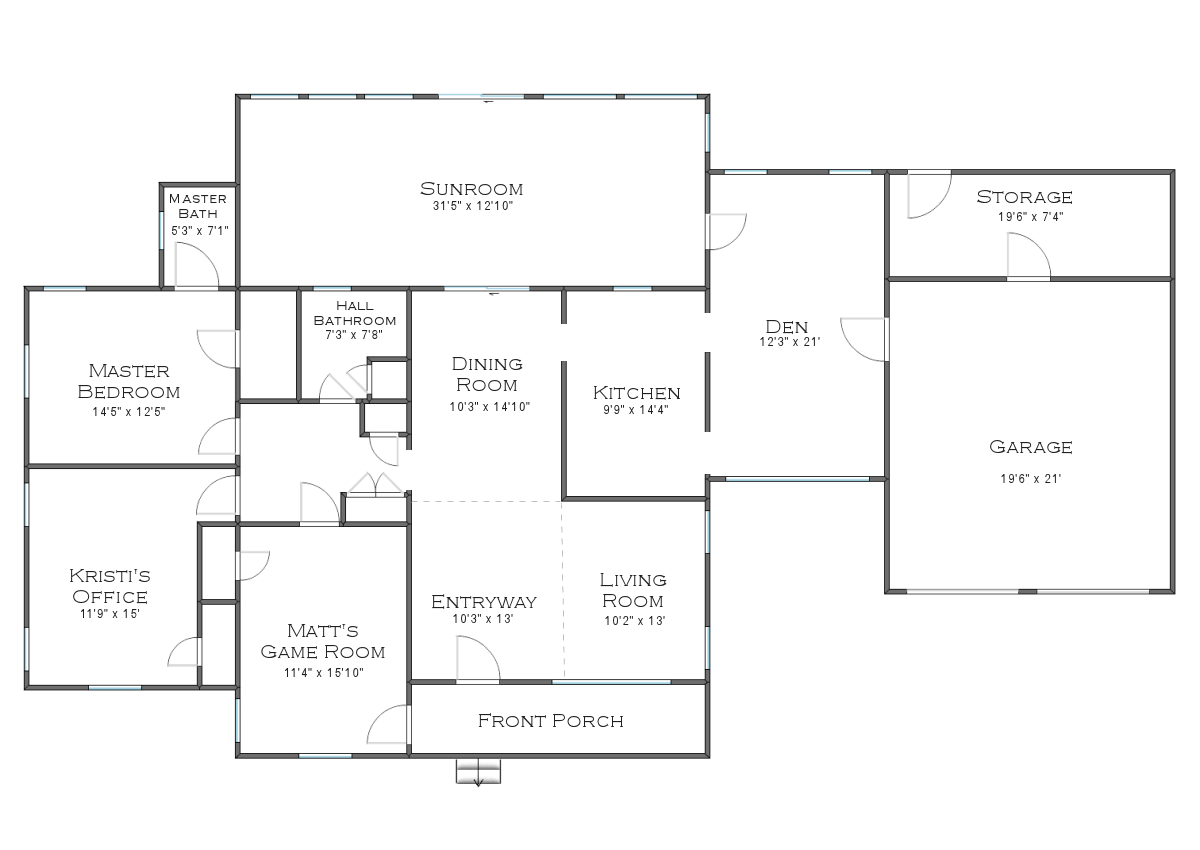 Sunroom
31'5" x 12'10"
Master
Bath
5'3" x 7'1"
Storage
19'6" x 7'4"
Hall
Bathroom
7'3" x 7'8"
Den
12'3" x 21'
Dining
Room
10'3" x 14'10"
Master
Bedroom
14'5" x 12'5"
Kitchen
9'9" x 14'4"
Garage
19'6" x 21'
Kristi's
Office
11'9" x 15'
Living
Room
10'2" x 13'
Entryway
10'3" x 13'
Matt's
Game Room
11'4" x 15'10"
Front Porch